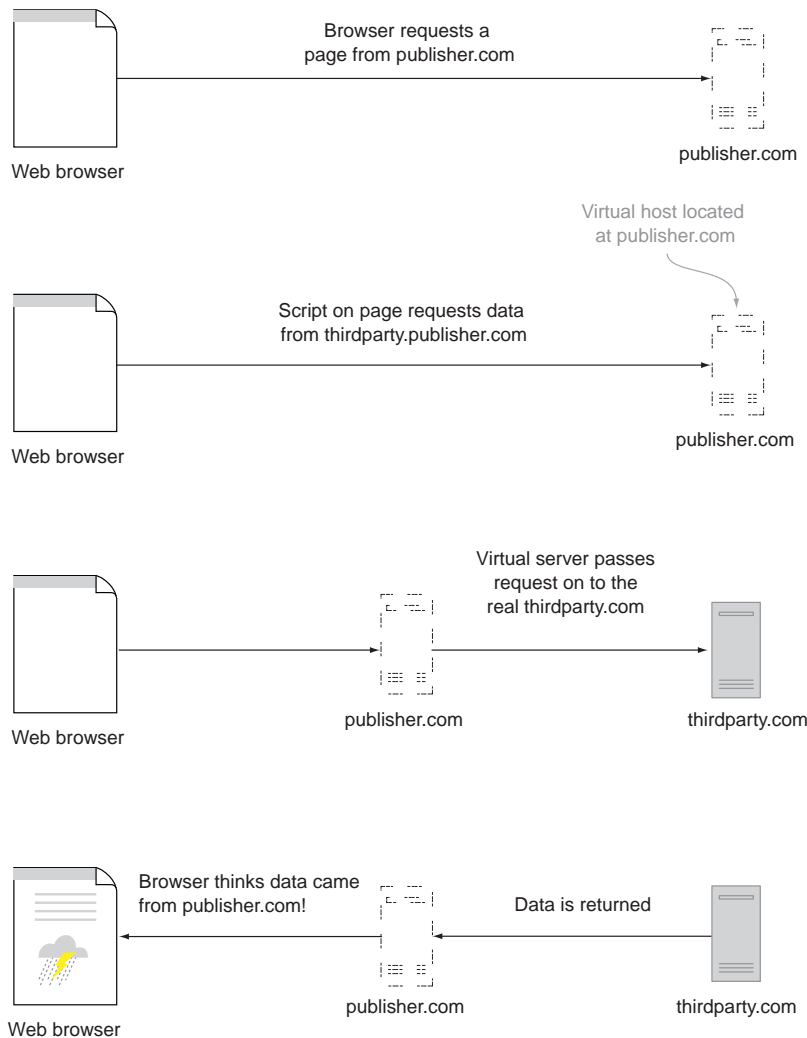 Browser requests a
page from publisher.com
Web browser
publisher.com
Virtual host located
at publisher.com
Script on page requests data
from thirdparty.publisher.com
Web browser
publisher.com
Virtual server passes
request on to the
real thirdparty.com
Web browser
publisher.com
thirdparty.com
Browser thinks data came
from publisher.com!
Data is returned
Web browser
publisher.com
thirdparty.com